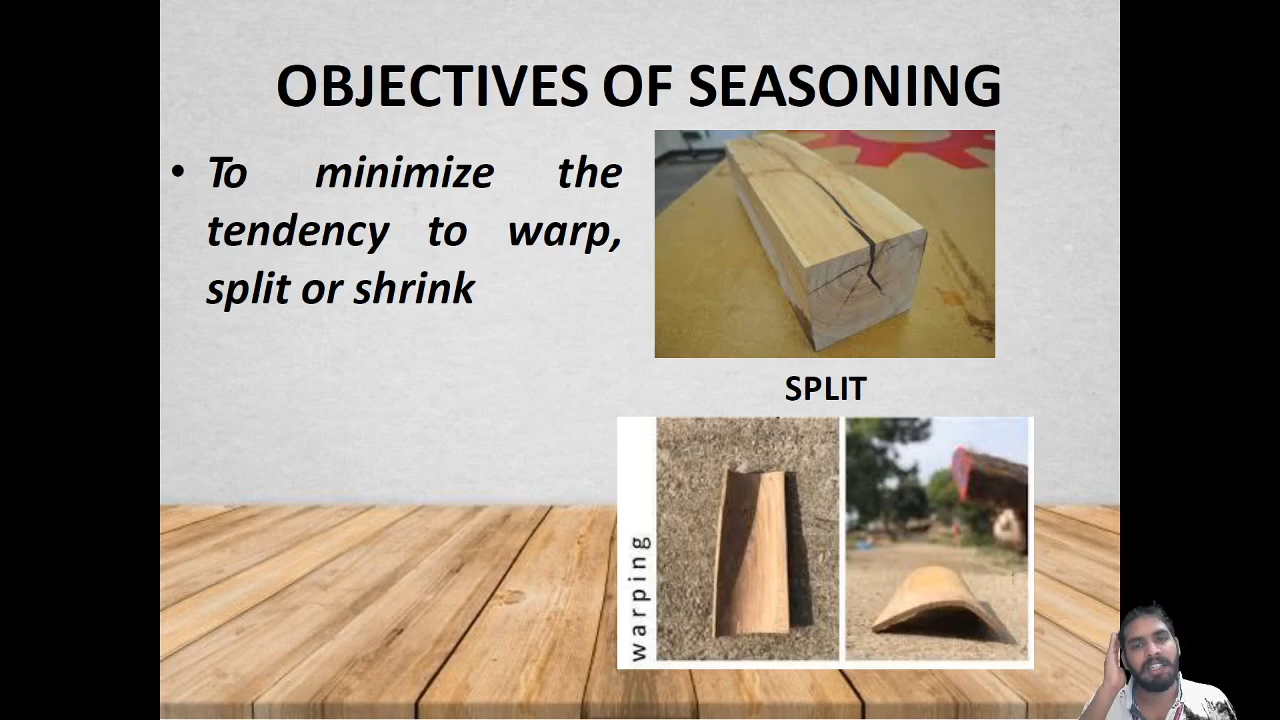 OBJECTIVES OF SEASONING
• To minimize the
tendency to warp,
split or shrink
SPLIT
warping